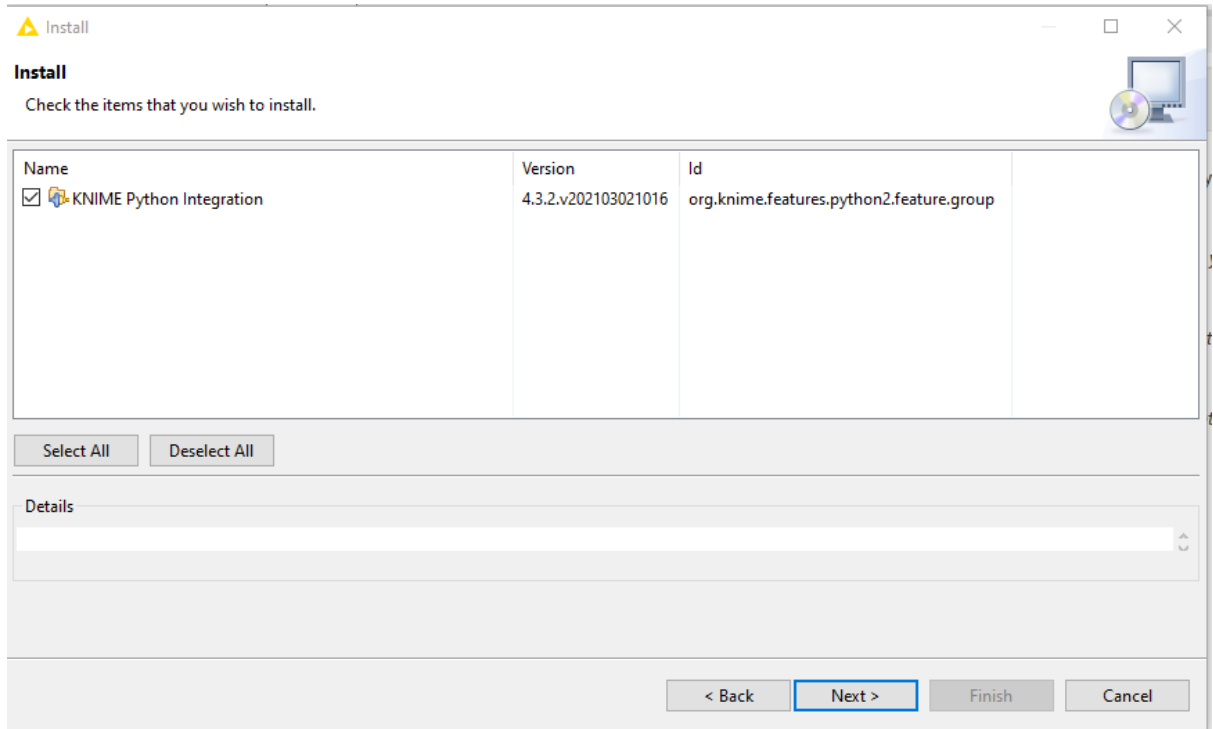 Install
Install
Check the items that you wish to install.
Name Version Id
KNIME Python Integration 4.3.2.v202103021016 org.knime.features.python2.feature.group
Select All Deselect All
Details
< Back Next > Finish Cancel